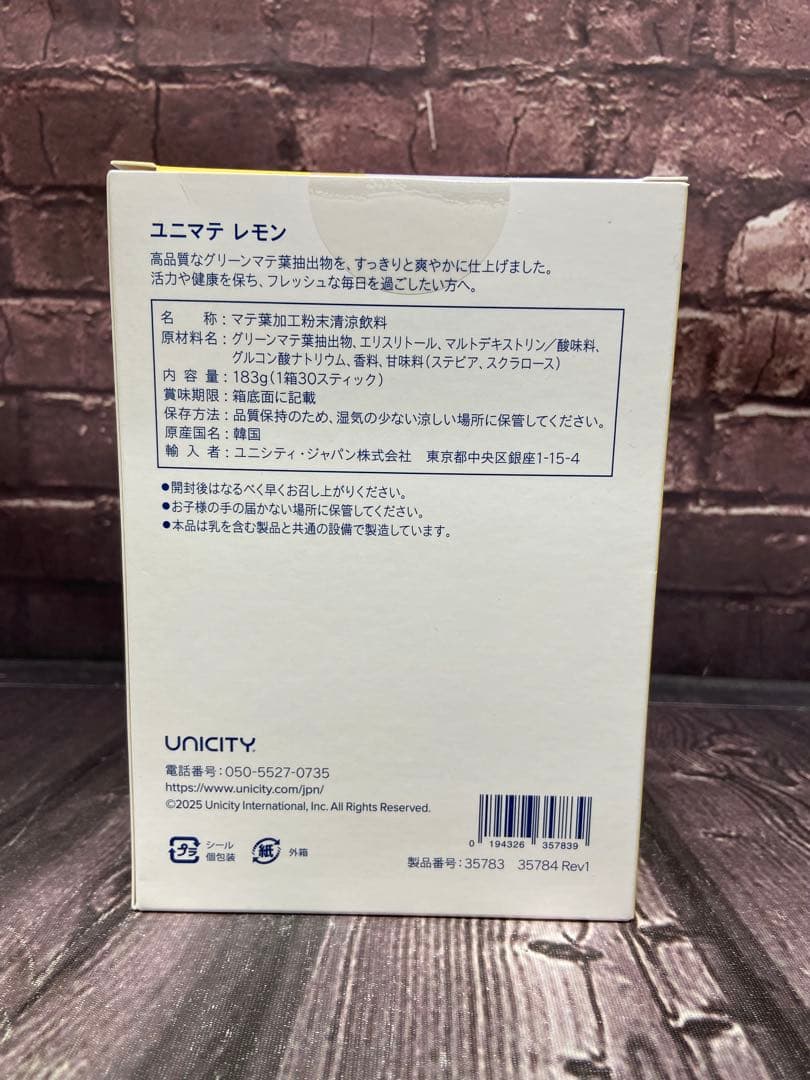 ユニマテ レモン
高品質なグリーンマテ葉抽出物を、すっきりと爽やかに仕上げました。
活力や健康を保ち、フレッシュな毎日を過ごしたい方へ。
名　　称：マテ葉加工粉末清涼飲料
原材料名：グリーンマテ葉抽出物、エリスリトール、マルトデキストリン／酸味料、
グルコン酸ナトリウム、香料、甘味料（ステビア、スクラロース）
内 容 量：183g（1箱30スティック）
賞味期限：箱底面に記載
保存方法：品質保持のため、湿気の少ない涼しい場所に保管してください。
原産国名：韓国
輸 入 者：ユニシティ・ジャパン株式会社　東京都中央区銀座1-15-4
●開封後はなるべく早くお召し上がりください。
●お子様の手の届かない場所に保管してください。
●本品は乳を含む製品と共通の設備で製造しています。
UNICITY
電話番号：050-5527-0735
https://www.unicity.com/jpn/
©2025 Unicity International, Inc. All Rights Reserved.
プラ シール 個包装 紙 外箱
0 194326 357839
製品番号：35783　35784 Rev1